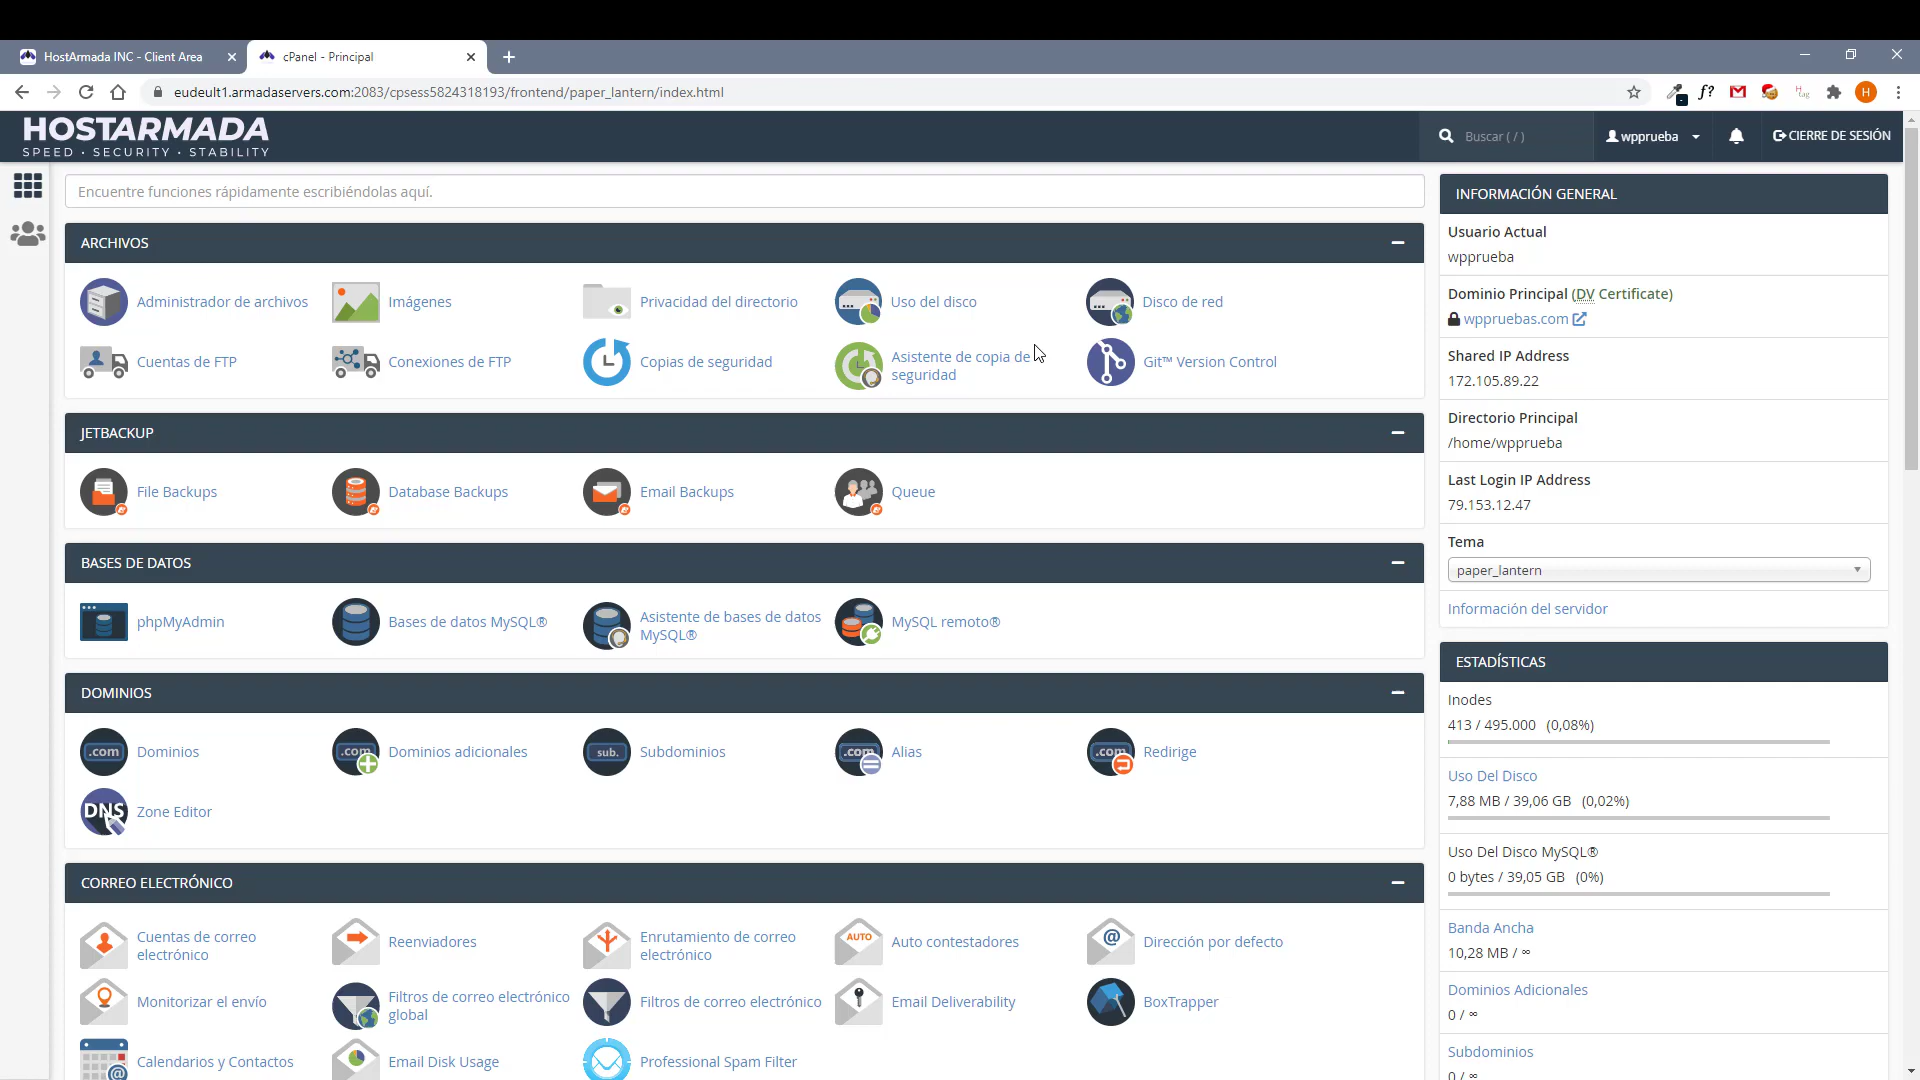 HostArmada INC - Client Area
cPanel - Principal
eudeult1.armadaservers.com:2083/cpsess5824318193/frontend/paper_lantern/index.html
f?
H
HOSTARMADA
SPEED · SECURITY · STABILITY
Buscar ( / )
wpprueba
CIERRE DE SESIÓN
Encuentre funciones rápidamente escribiéndolas aquí.
ARCHIVOS
Administrador de archivos
Imágenes
Privacidad del directorio
Uso del disco
Disco de red
Cuentas de FTP
Conexiones de FTP
Copias de seguridad
Asistente de copia de
seguridad
Git™ Version Control
JETBACKUP
File Backups
Database Backups
Email Backups
Queue
BASES DE DATOS
phpMyAdmin
Bases de datos MySQL®
Asistente de bases de datos
MySQL®
MySQL remoto®
DOMINIOS
.com
Dominios
.com
Dominios adicionales
sub.
Subdominios
.com
Alias
.com
Redirige
DNS
Zone Editor
CORREO ELECTRÓNICO
Cuentas de correo
electrónico
Reenviadores
Enrutamiento de correo
electrónico
AUTO
Auto contestadores
@
Dirección por defecto
Monitorizar el envío
Filtros de correo electrónico
global
Filtros de correo electrónico
Email Deliverability
BoxTrapper
@
Calendarios y Contactos
Email Disk Usage
Professional Spam Filter
INFORMACIÓN GENERAL
Usuario Actual
wpprueba
Dominio Principal (DV Certificate)
wppruebas.com
Shared IP Address
172.105.89.22
Directorio Principal
/home/wpprueba
Last Login IP Address
79.153.12.47
Tema
paper_lantern
Información del servidor
ESTADÍSTICAS
Inodes
413 / 495.000 (0,08%)
Uso Del Disco
7,88 MB / 39,06 GB (0,02%)
Uso Del Disco MySQL®
0 bytes / 39,05 GB (0%)
Banda Ancha
10,28 MB / ∞
Dominios Adicionales
0 / ∞
Subdominios
0 / ∞